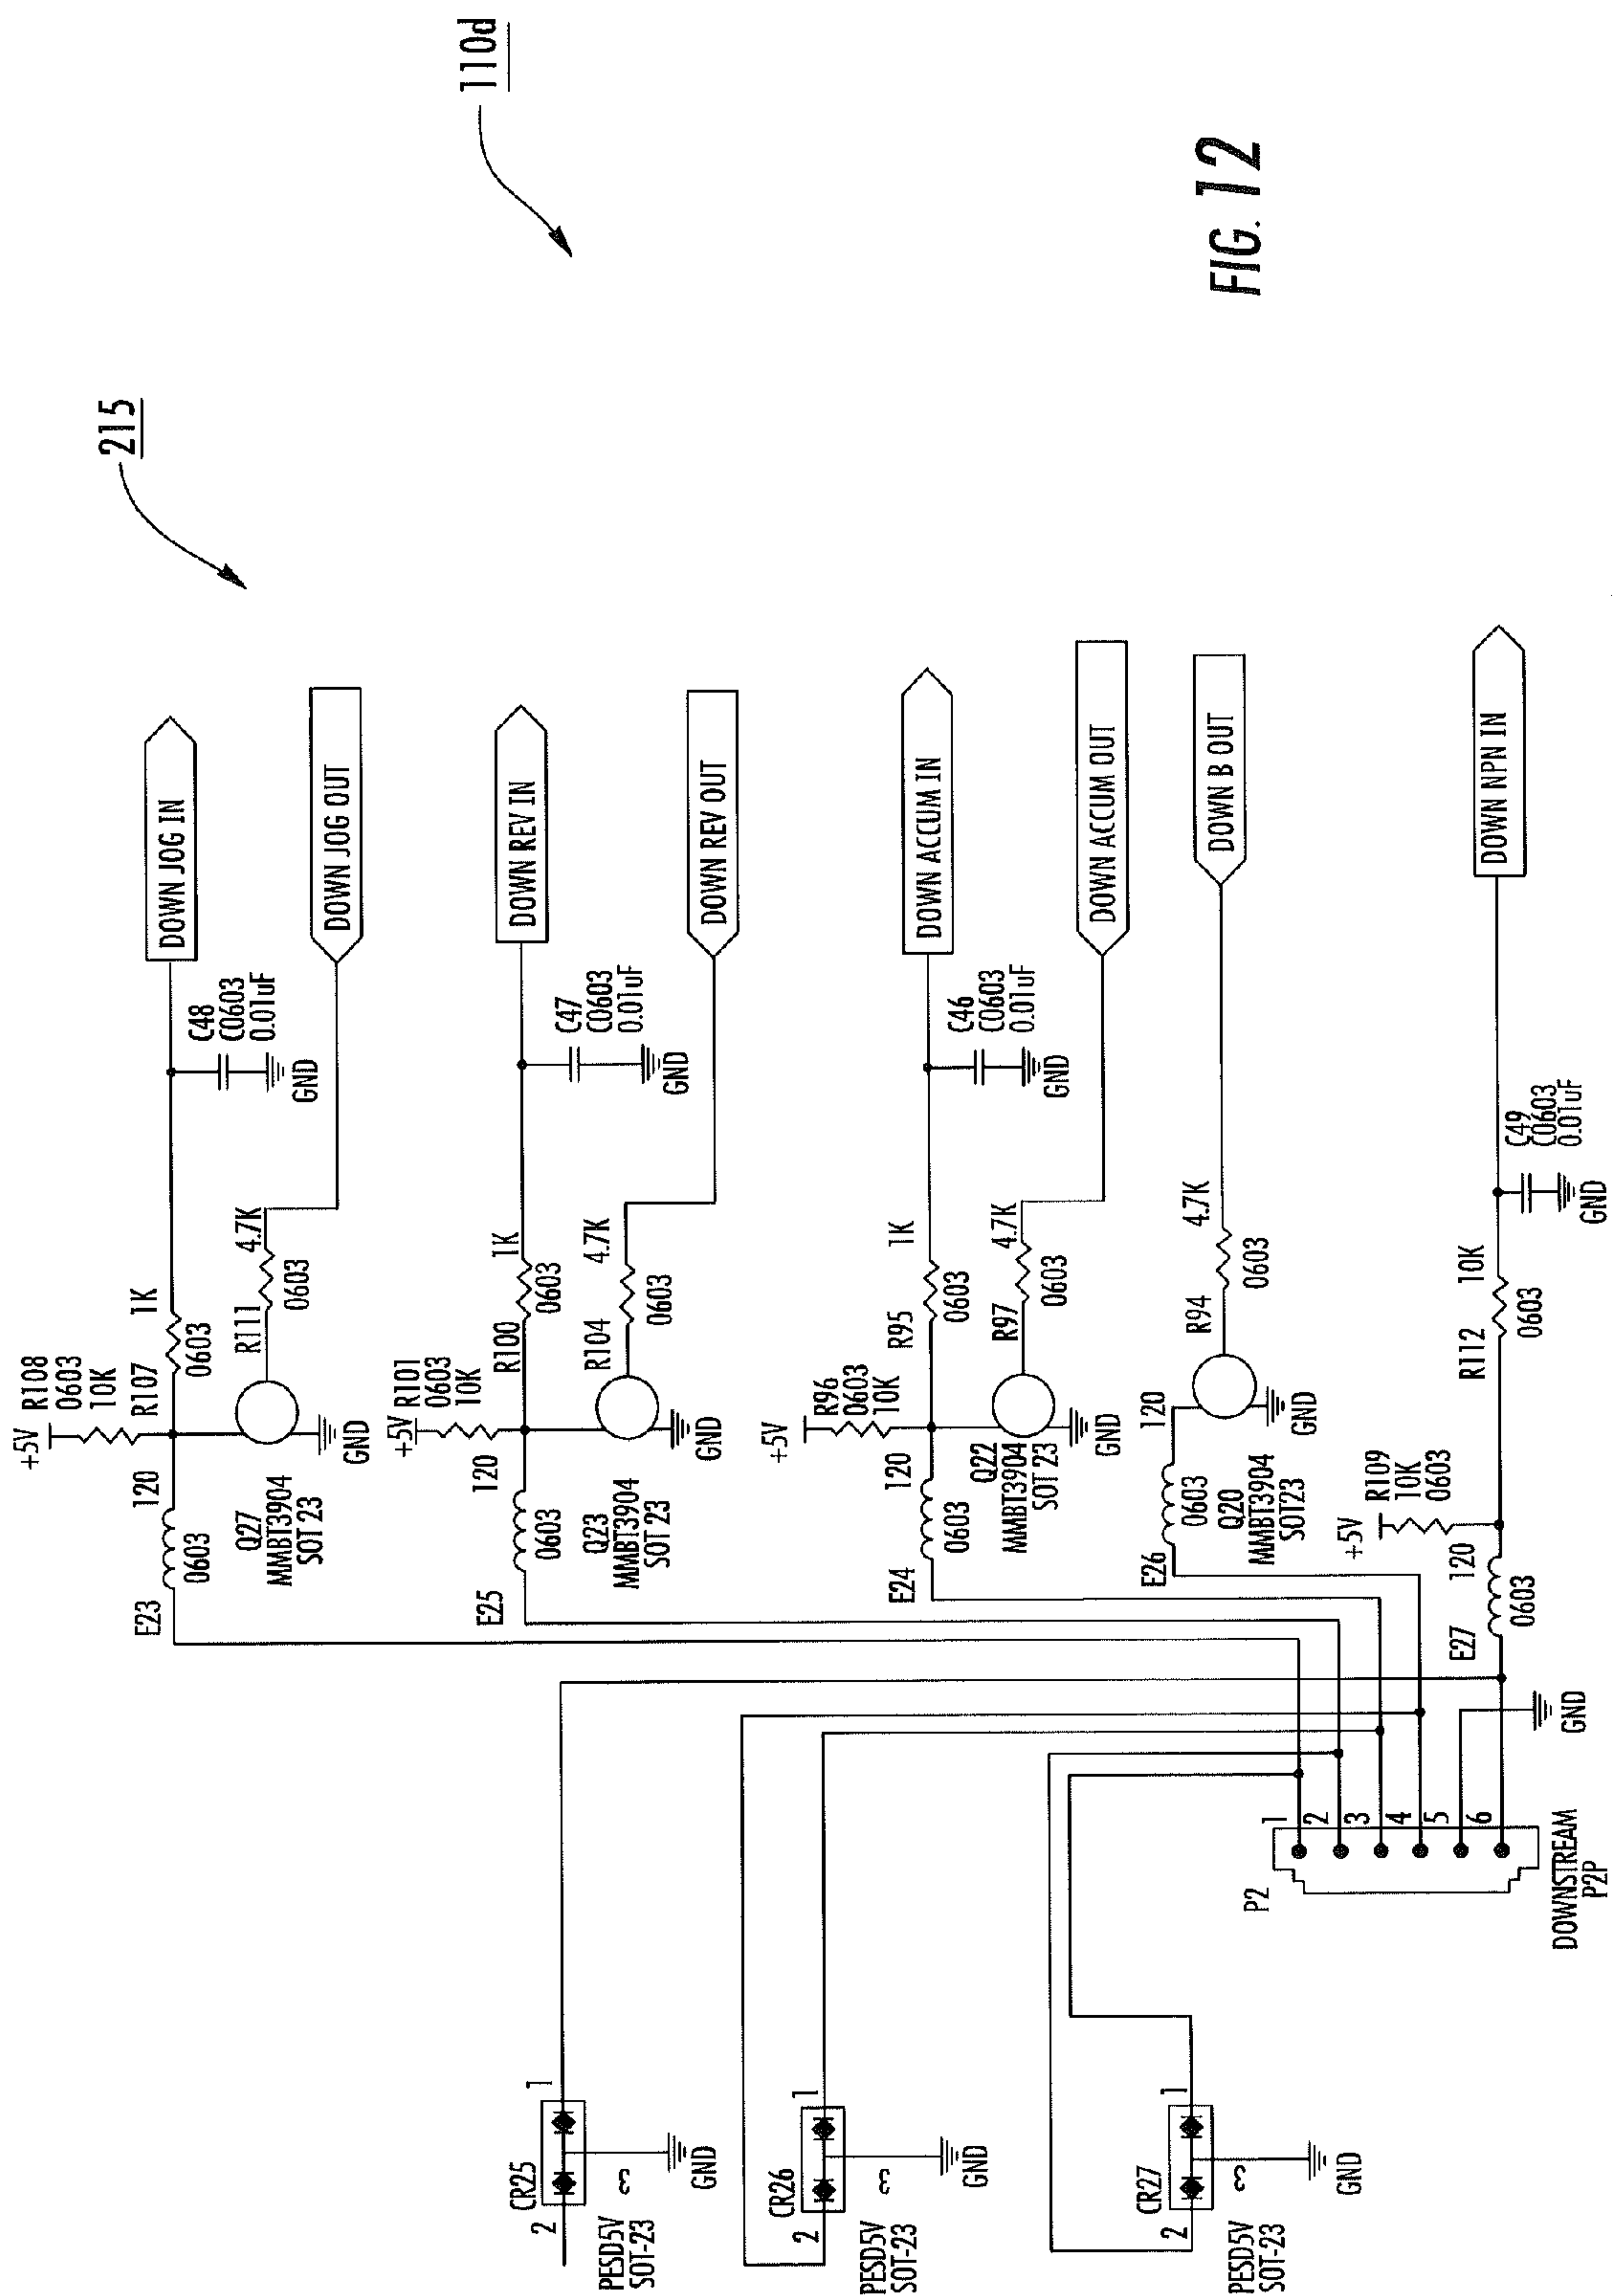 215
110d
FIG. 12
+5V
R108
0603
10K
R107
1K
0603
120
0603
E23
Q27
MMBT3904
SOT 23
GND
R111
4.7K
0603
C48
C0603
0.01uF
GND
DOWN JOG IN
DOWN JOG OUT
+5V
R101
0603
10K
R100
1K
0603
120
0603
E25
Q23
MMBT3904
SOT 23
GND
R104
4.7K
0603
C47
C0603
0.01uF
GND
DOWN REV IN
DOWN REV OUT
+5V
R96
0603
10K
R95
1K
0603
120
0603
E24
Q22
MMBT3904
SOT 23
GND
R97
4.7K
0603
C46
C0603
0.01uF
GND
DOWN ACCUM IN
DOWN ACCUM OUT
120
0603
E26
Q20
MMBT3904
SOT23
GND
R94
4.7K
0603
DOWN B OUT
+5V
R109
10K
0603
120
0603
E27
R112
10K
0603
C49
C0603
0.01uF
GND
DOWN NPN IN
CR25
2
1
3
PESD5V
SOT-23
GND
CR26
2
1
3
PESD5V
SOT-23
GND
CR27
2
1
3
PESD5V
SOT-23
GND
P2
1
2
3
4
5
6
GND
DOWNSTREAM
P2P